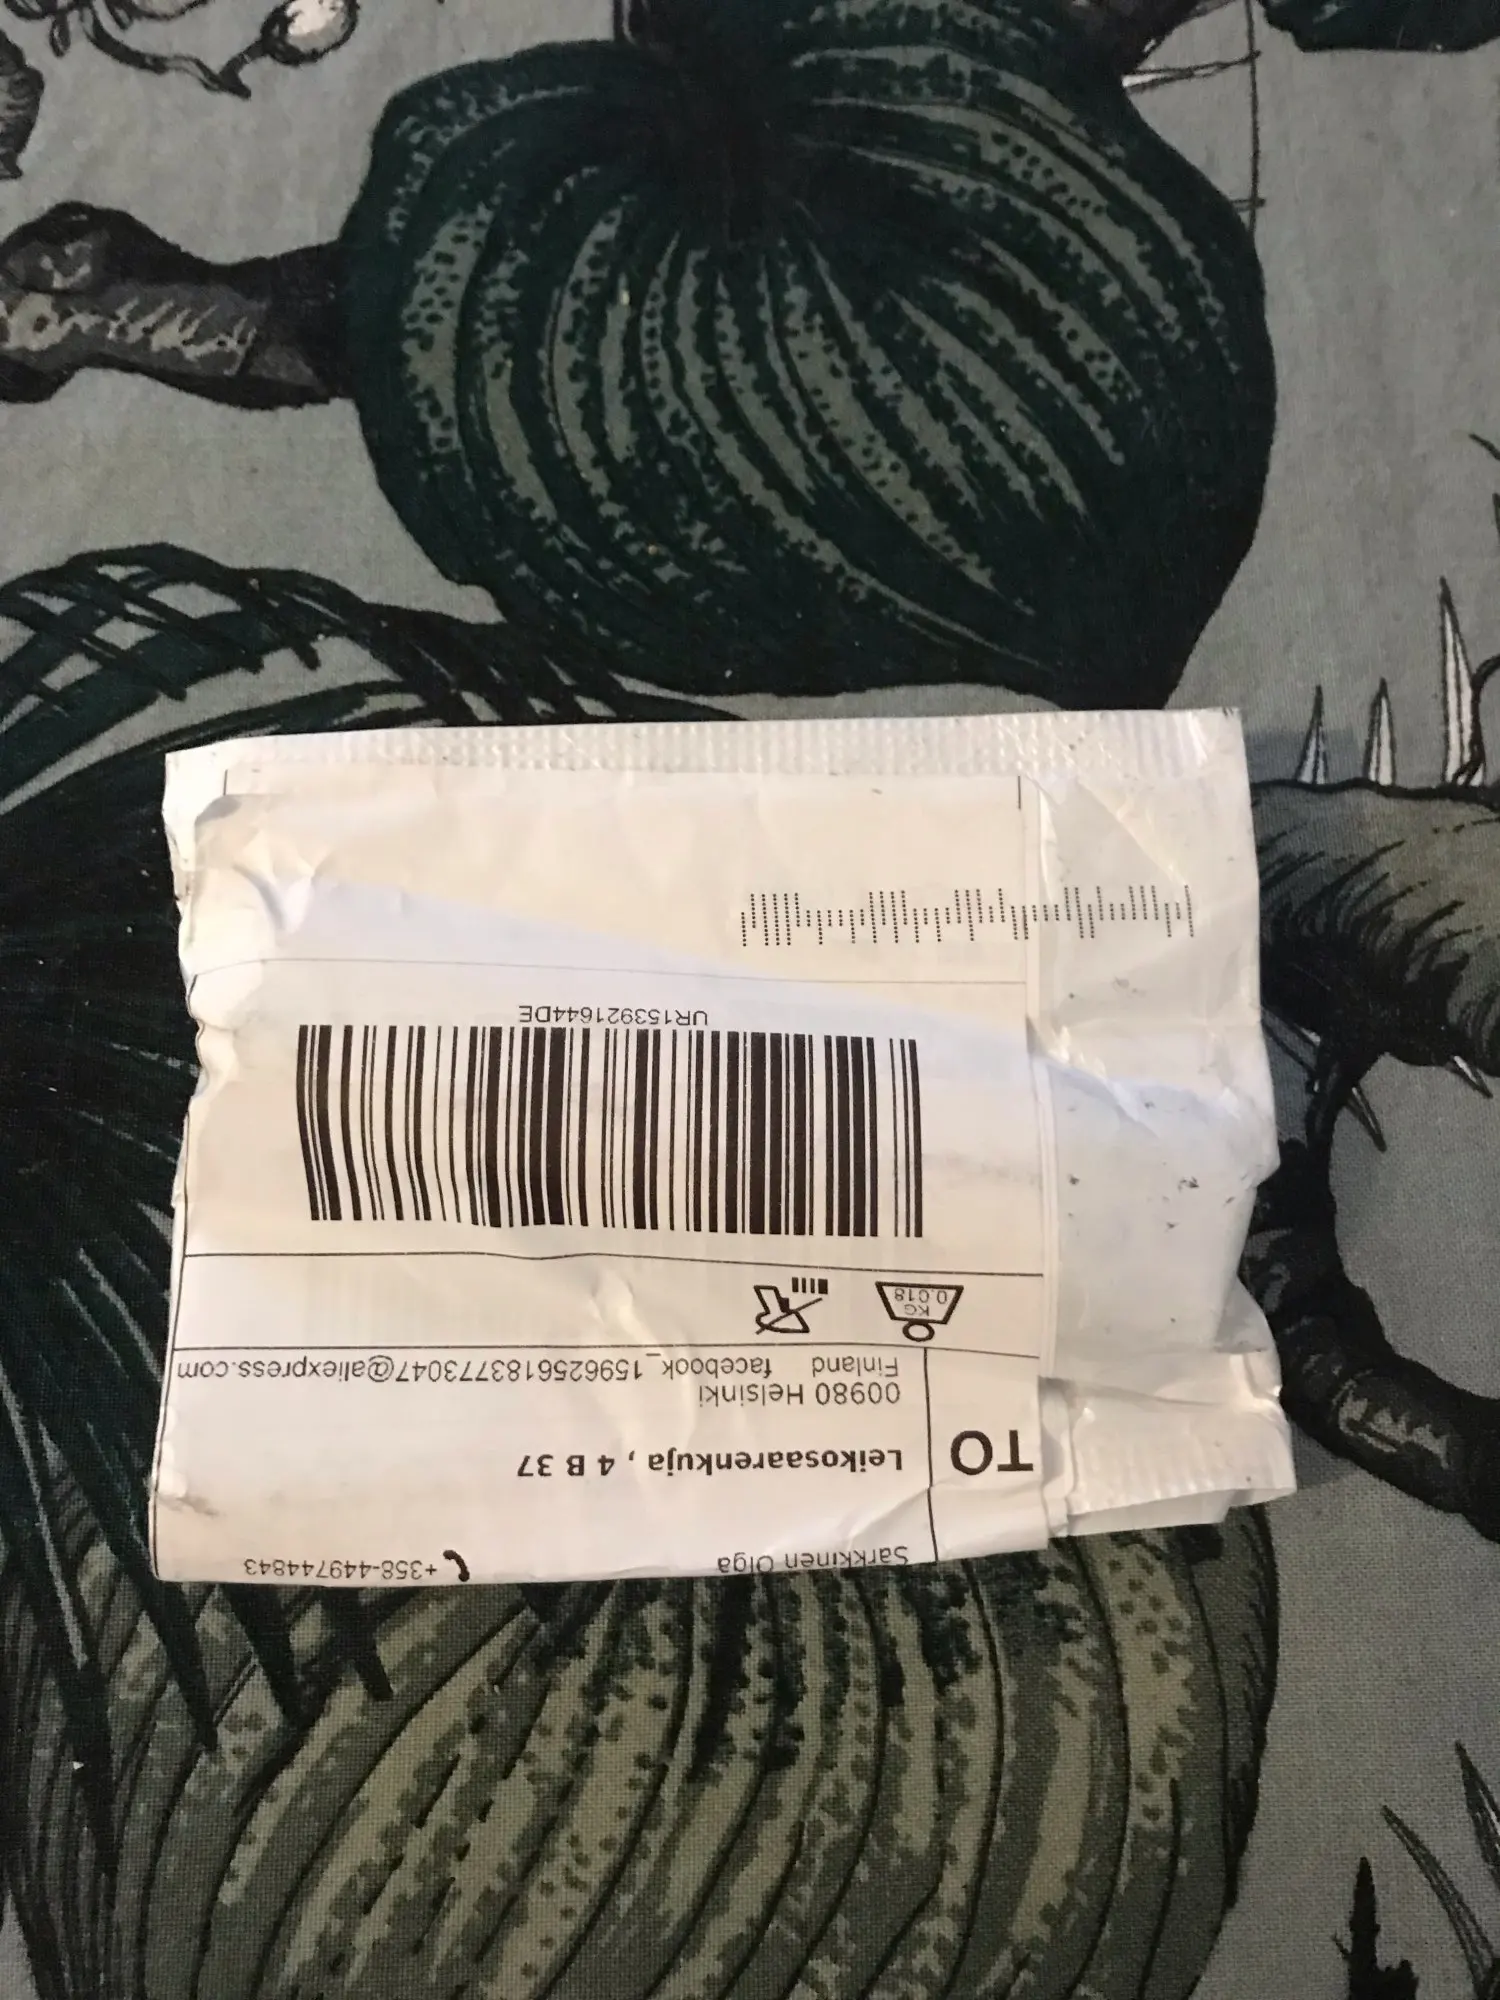 Sarkkinen Olga +358-449744843
TO
Leikosaarenkuja , 4 B 37
00980 Helsinki
Finland facebook_1596256183773047@aliexpress.com
KG
0.018
UR153921644DE